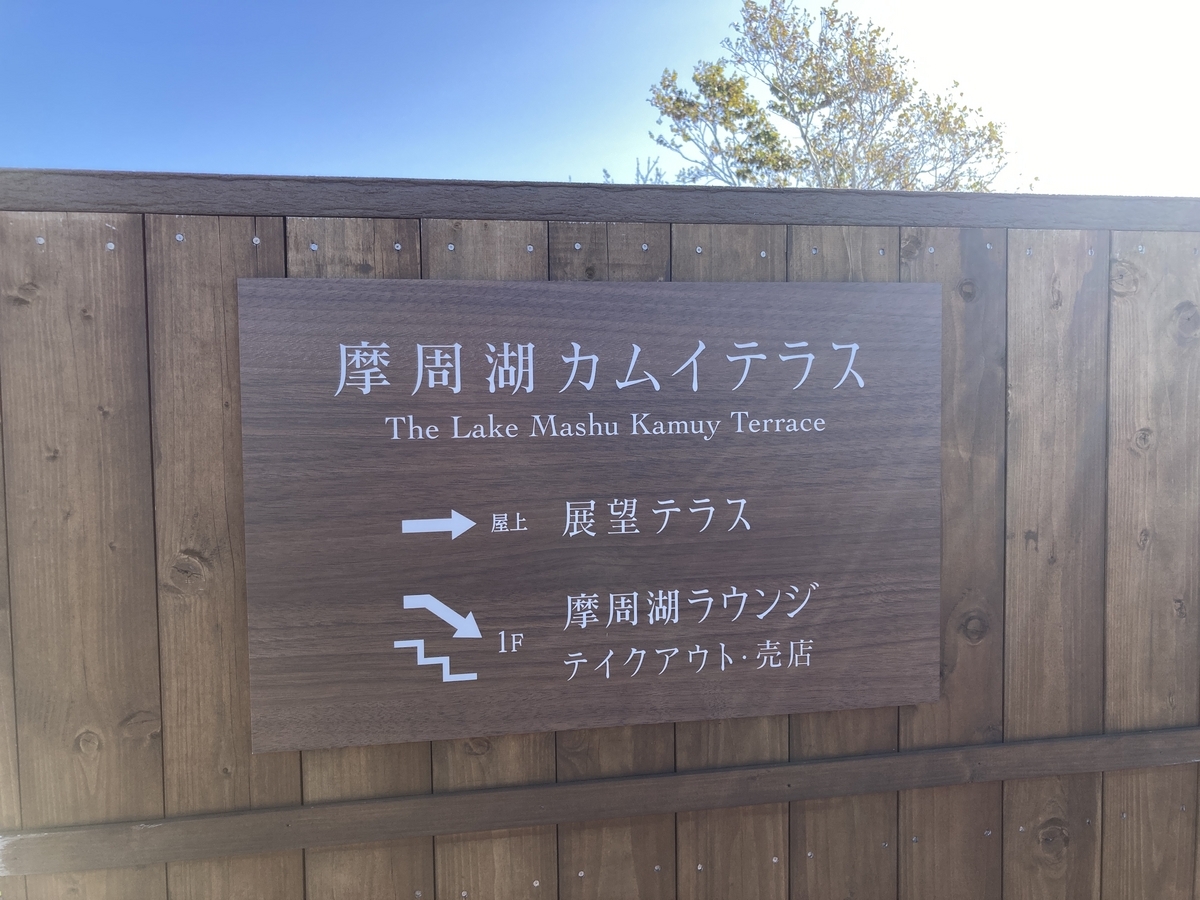 摩周湖カムイテラス
The Lake Mashu Kamuy Terrace
屋上 展望テラス
摩周湖ラウンジ
1F テイクアウト・売店